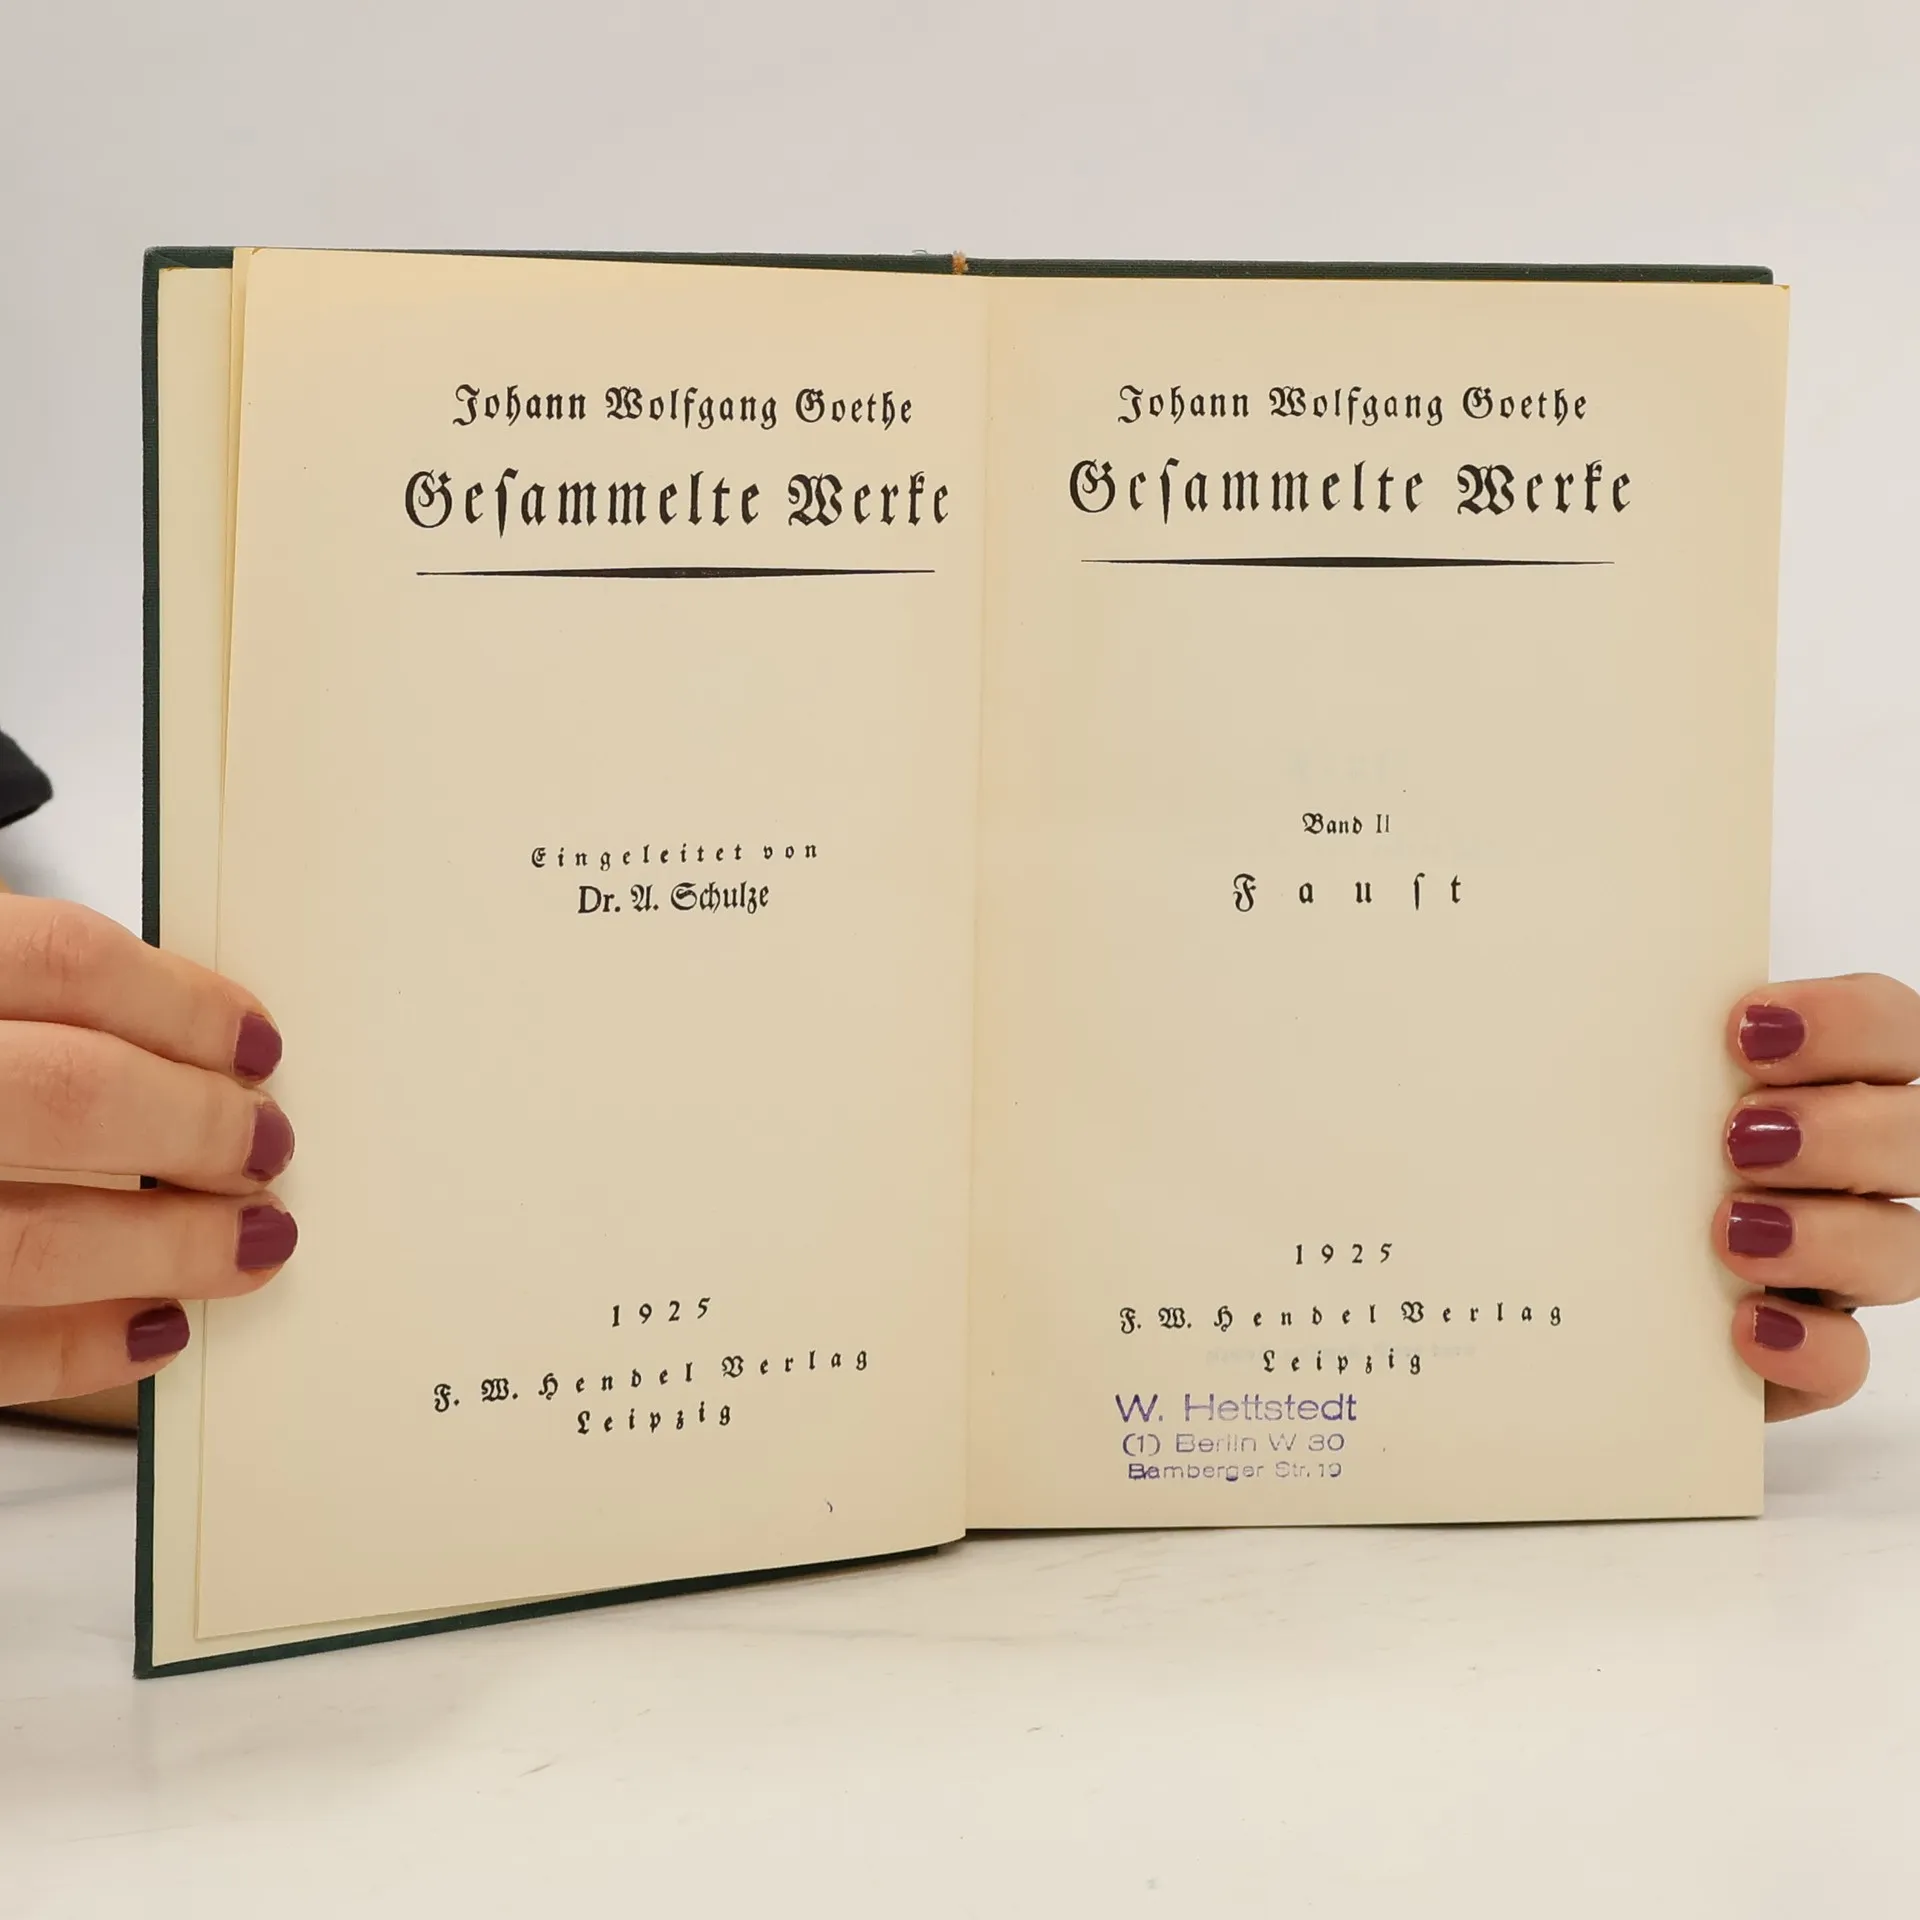 Johann Wolfgang Goethe
Geſammelte Werke
Eingeleitet von
Dr. A. Schulze
1925
F. W. Hendel Verlag
Leipzig
Johann Wolfgang Goethe
Geſammelte Werke
Band II
Fauſt
1925
F. W. Hendel Verlag
Leipzig
W. Hettstedt
(1) Berlin W 30
Bamberger Str. 19